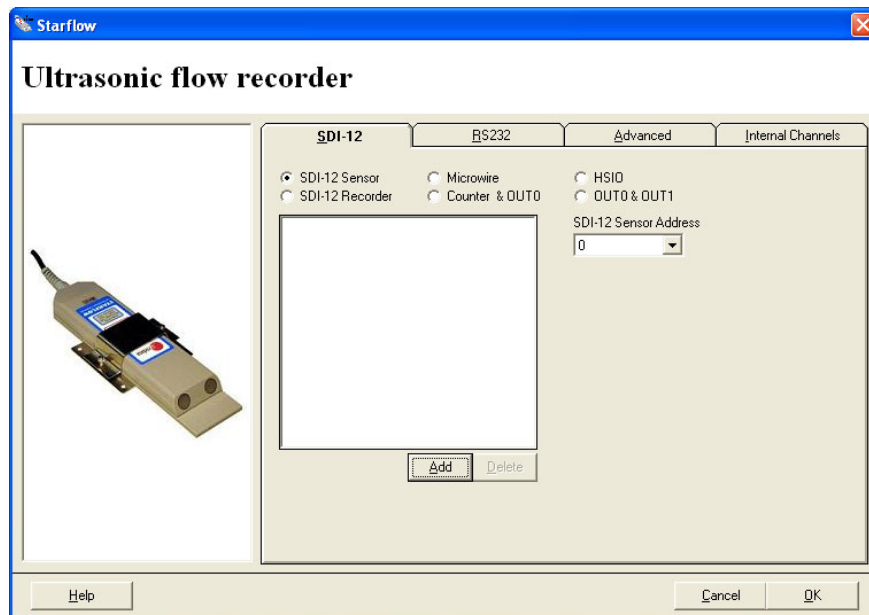 Starflow
Ultrasonic flow recorder
SDI-12 RS232 Advanced Internal Channels
SDI-12 Sensor Microwire HSIO
SDI-12 Recorder Counter & OUT0 OUT0 & OUT1
SDI-12 Sensor Address
0
Add Delete
Help Cancel OK